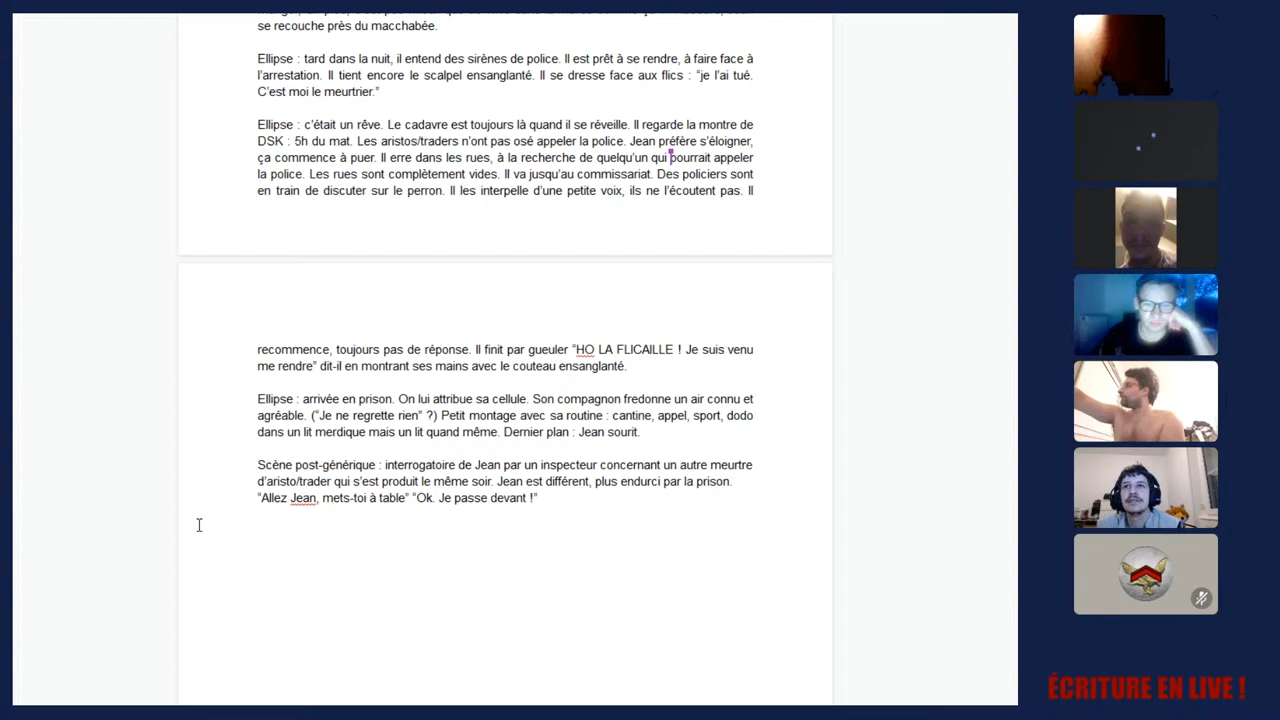 se recouche près du macchabée.
Ellipse : tard dans la nuit, il entend des sirènes de police. Il est prêt à se rendre, à faire face à
l’arrestation. Il tient encore le scalpel ensanglanté. Il se dresse face aux flics : “je l’ai tué.
C’est moi le meurtrier.”
Ellipse : c’était un rêve. Le cadavre est toujours là quand il se réveille. Il regarde la montre de
DSK : 5h du mat. Les aristos/traders n’ont pas osé appeler la police. Jean préfère s’éloigner,
ça commence à puer. Il erre dans les rues, à la recherche de quelqu’un qui pourrait appeler
la police. Les rues sont complètement vides. Il va jusqu’au commissariat. Des policiers sont
en train de discuter sur le perron. Il les interpelle d’une petite voix, ils ne l’écoutent pas. Il
recommence, toujours pas de réponse. Il finit par gueuler “HO LA FLICAILLE ! Je suis venu
me rendre” dit-il en montrant ses mains avec le couteau ensanglanté.
Ellipse : arrivée en prison. On lui attribue sa cellule. Son compagnon fredonne un air connu et
agréable. (“Je ne regrette rien” ?) Petit montage avec sa routine : cantine, appel, sport, dodo
dans un lit merdique mais un lit quand même. Dernier plan : Jean sourit.
Scène post-générique : interrogatoire de Jean par un inspecteur concernant un autre meurtre
d’aristo/trader qui s’est produit le même soir. Jean est différent, plus endurci par la prison.
“Allez Jean, mets-toi à table” “Ok. Je passe devant !”
ÉCRITURE EN LIVE !